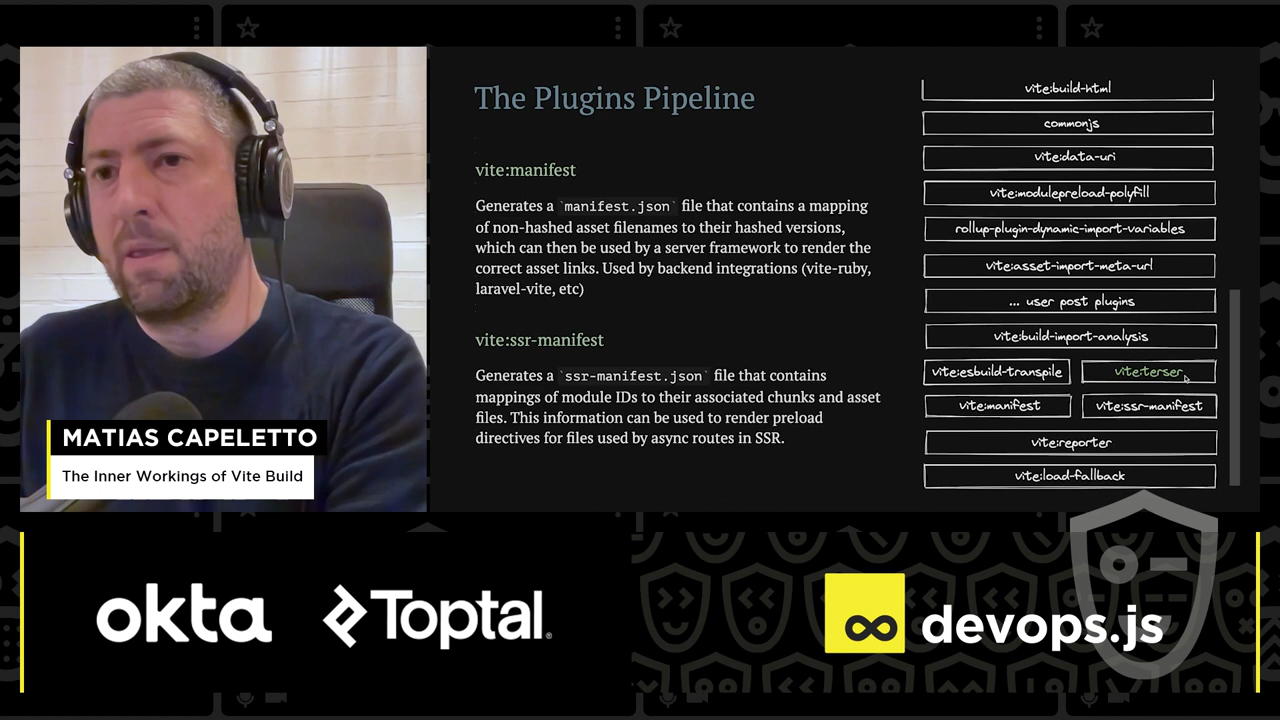 The Plugins Pipeline
vite:manifest
Generates a `manifest.json` file that contains a mapping
of non-hashed asset filenames to their hashed versions,
which can then be used by a server framework to render the
correct asset links. Used by backend integrations (vite-ruby,
laravel-vite, etc)
vite:ssr-manifest
Generates a `ssr-manifest.json` file that contains
mappings of module IDs to their associated chunks and asset
files. This information can be used to render preload
directives for files used by async routes in SSR.
vite:build-html
commonjs
vite:data-uri
vite:modulepreload-polyfill
rollup-plugin-dynamic-import-variables
vite:asset-import-meta-url
... user post plugins
vite:build-import-analysis
vite:esbuild-transpile
vite:terser
vite:manifest
vite:ssr-manifest
vite:reporter
vite:load-fallback
MATIAS CAPELETTO
The Inner Workings of Vite Build
okta
Toptal®
devops.js